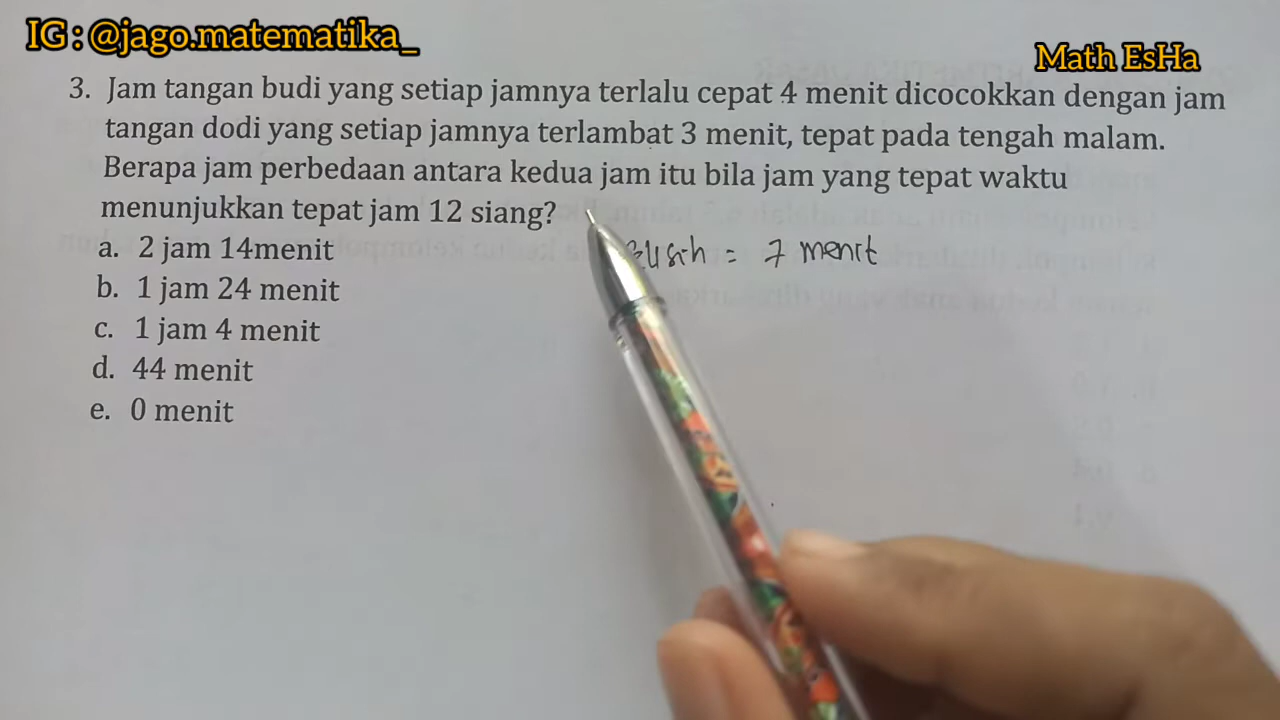 IG : @jago.matematika_
Math EsHa
3. Jam tangan budi yang setiap jamnya terlalu cepat 4 menit dicocokkan dengan jam
tangan dodi yang setiap jamnya terlambat 3 menit, tepat pada tengah malam.
Berapa jam perbedaan antara kedua jam itu bila jam yang tepat waktu
menunjukkan tepat jam 12 siang?
a. 2 jam 14menit
b. 1 jam 24 menit
c. 1 jam 4 menit
d. 44 menit
e. 0 menit
= 7 menit